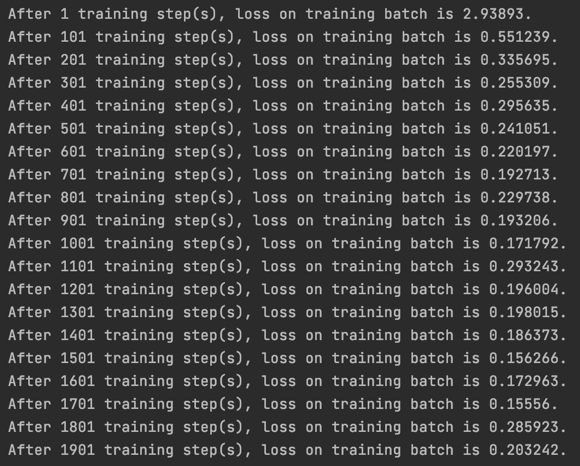 After 1 training step(s), loss on training batch is 2.93893.
After 101 training step(s), loss on training batch is 0.551239.
After 201 training step(s), loss on training batch is 0.335695.
After 301 training step(s), loss on training batch is 0.255309.
After 401 training step(s), loss on training batch is 0.295635.
After 501 training step(s), loss on training batch is 0.241051.
After 601 training step(s), loss on training batch is 0.220197.
After 701 training step(s), loss on training batch is 0.192713.
After 801 training step(s), loss on training batch is 0.229738.
After 901 training step(s), loss on training batch is 0.193206.
After 1001 training step(s), loss on training batch is 0.171792.
After 1101 training step(s), loss on training batch is 0.293243.
After 1201 training step(s), loss on training batch is 0.196004.
After 1301 training step(s), loss on training batch is 0.198015.
After 1401 training step(s), loss on training batch is 0.186373.
After 1501 training step(s), loss on training batch is 0.156266.
After 1601 training step(s), loss on training batch is 0.172963.
After 1701 training step(s), loss on training batch is 0.15556.
After 1801 training step(s), loss on training batch is 0.285923.
After 1901 training step(s), loss on training batch is 0.203242.